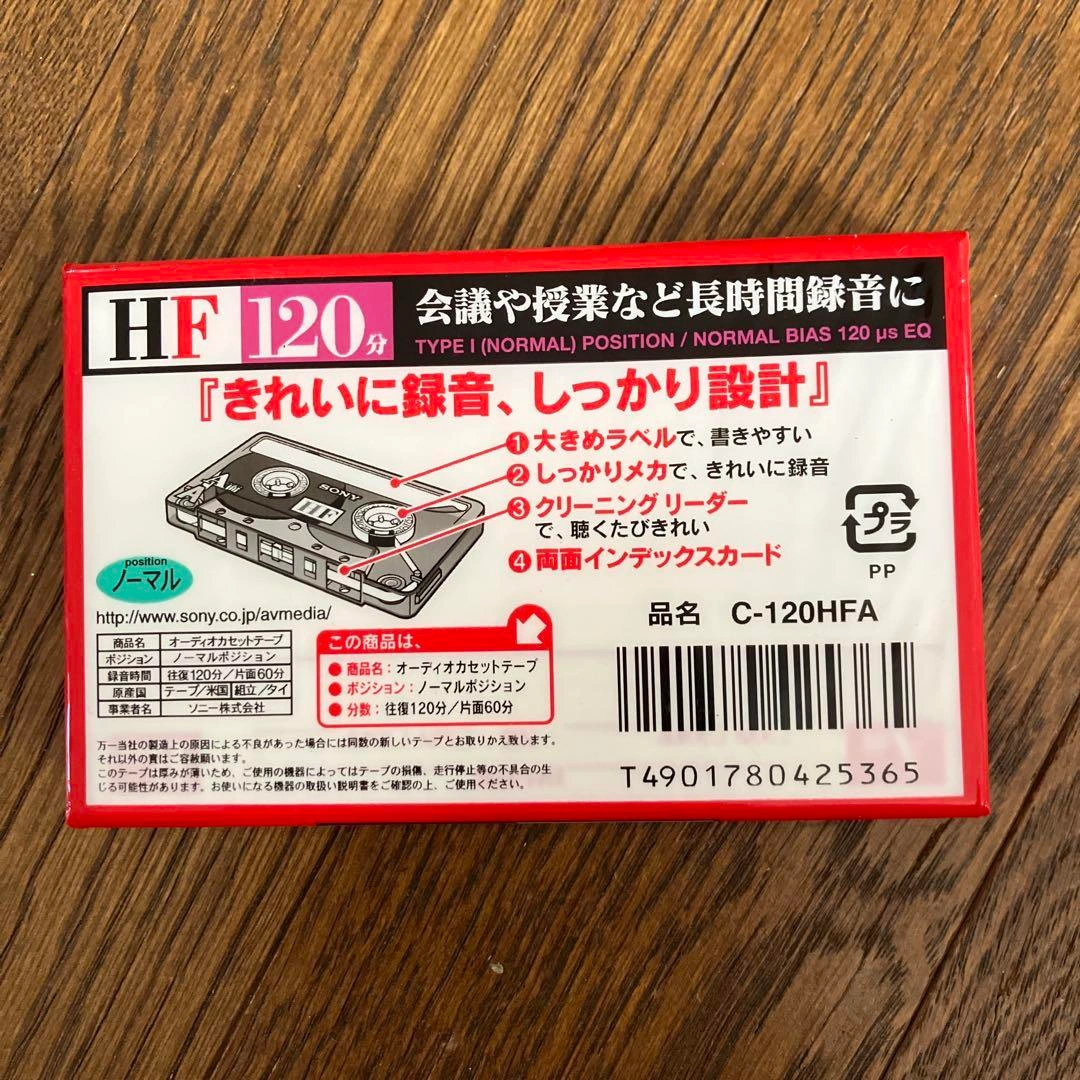 HF 120分
会議や授業など長時間録音に
TYPE I (NORMAL) POSITION / NORMAL BIAS 120 μs EQ
『きれいに録音、しっかり設計』
1 大きめラベルで、書きやすい
2 しっかりメカで、きれいに録音
3 クリーニングリーダー
で、聴くたびきれい
4 両面インデックスカード
A
SONY
HF
position
ノーマル
プラ
PP
http://www.sony.co.jp/avmedia/
品名 C-120HFA
商品名 オーディオカセットテープ
ポジション ノーマルポジション
録音時間 往復120分/片面60分
原産国 テープ/米国 組立/タイ
事業者名 ソニー株式会社
この商品は、
●商品名：オーディオカセットテープ
●ポジション：ノーマルポジション
●分数：往復120分／片面60分
万一当社の製造上の原因による不良があった場合には同数の新しいテープとお取りかえ致します。
それ以外の責はご容赦願います。
このテープは厚みが薄いため、ご使用の機器によってはテープの損傷、走行停止等の不具合の生
じる可能性があります。お使いになる機器の取扱い説明書をご確認の上、ご使用ください。
T4901780425365